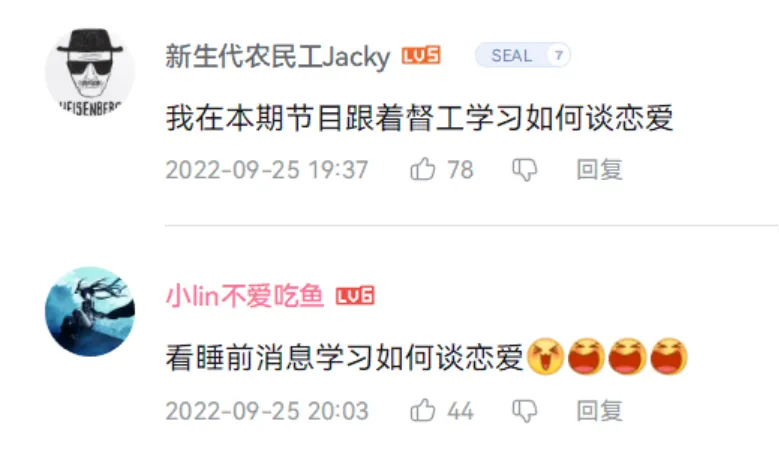 新生代农民工Jacky LV5 SEAL 7
HEISENBERG
我在本期节目跟着督工学习如何谈恋爱
2022-09-25 19:37 78 回复
小lin不爱吃鱼 LV6
看睡前消息学习如何谈恋爱
2022-09-25 20:03 44 回复